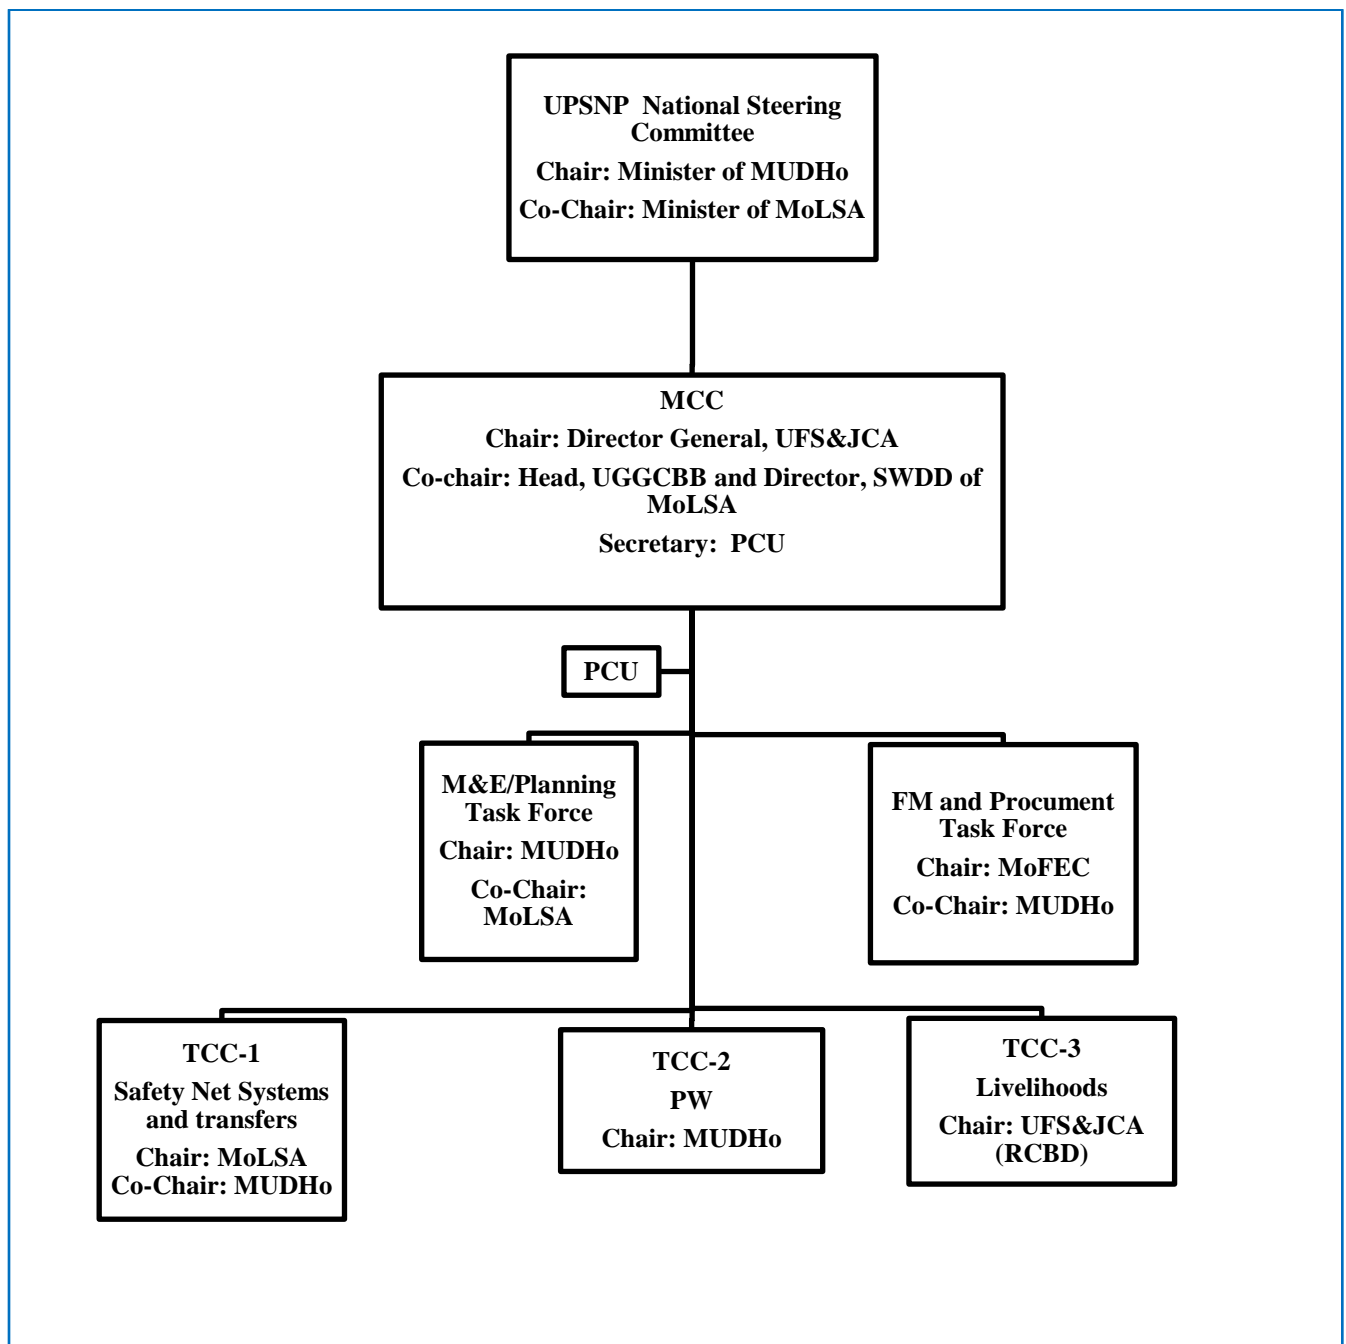 UPSNP National Steering
Committee
Chair: Minister of MUDHo
Co-Chair: Minister of MoLSA
MCC
Chair: Director General, UFS&JCA
Co-chair: Head, UGGCBB and Director, SWDD of
MoLSA
Secretary: PCU
PCU
M&E/Planning
Task Force
Chair: MUDHo
Co-Chair:
MoLSA
FM and Procument
Task Force
Chair: MoFEC
Co-Chair: MUDHo
TCC-1
Safety Net Systems
and transfers
Chair: MoLSA
Co-Chair: MUDHo
TCC-2
PW
Chair: MUDHo
TCC-3
Livelihoods
Chair: UFS&JCA
(RCBD)